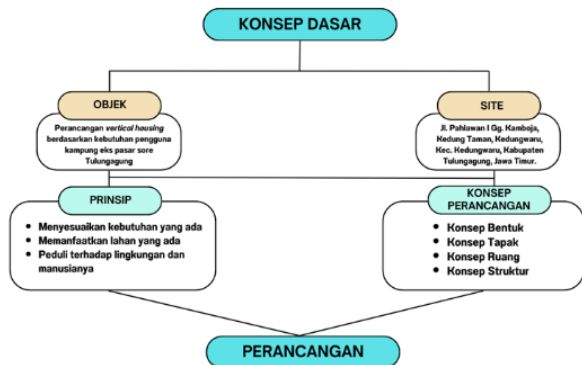 KONSEP DASAR
OBJEK
Perancangan vertical housing
berdasarkan kebutuhan pengguna
kampung eks pasar sore
Tulungagung
SITE
Jl. Pahlawan I Gg. Kamboja,
Kedung Taman, Kedungwaru,
Kec. Kedungwaru, Kabupaten
Tulungagung, Jawa Timur.
PRINSIP
• Menyesuaikan kebutuhan yang ada
• Memanfaatkan lahan yang ada
• Peduli terhadap lingkungan dan
manusianya
KONSEP
PERANCANGAN
• Konsep Bentuk
• Konsep Tapak
• Konsep Ruang
• Konsep Struktur
PERANCANGAN